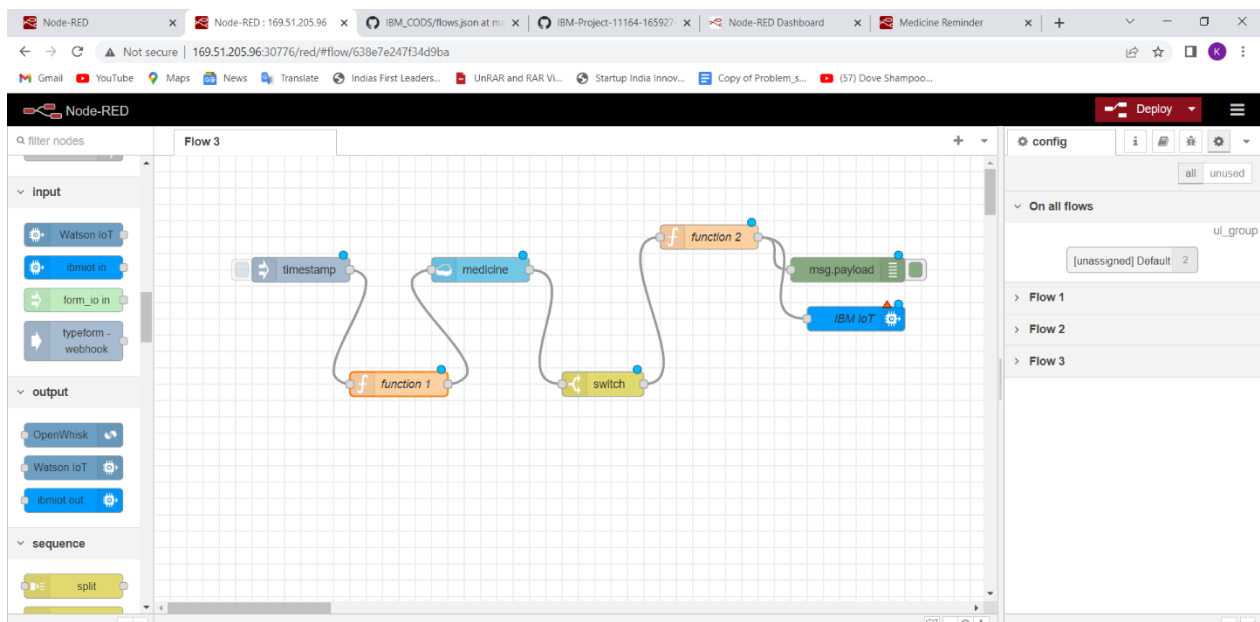 Node-RED
Node-RED : 169.51.205.96
IBM_CODS/flows.json at ma
IBM-Project-11164-165927
Node-RED Dashboard
Medicine Reminder
Not secure | 169.51.205.96:30776/red/#flow/638e7e247f34d9ba
K
Gmail YouTube Maps News Translate Indias First Leaders... UnRAR and RAR Vi... Startup India Innov... Copy of Problem_s... (57) Dove Shampoo...
Node-RED
Deploy
filter nodes
Flow 3
config
all unused
input
On all flows
ui_group
Watson IoT
function 2
[unassigned] Default 2
ibmiot in
timestamp
medicine
msg.payload
form_io in
Flow 1
IBM IoT
typeform -
webhook
Flow 2
Flow 3
function 1
switch
output
OpenWhisk
Watson IoT
ibmiot out
sequence
split